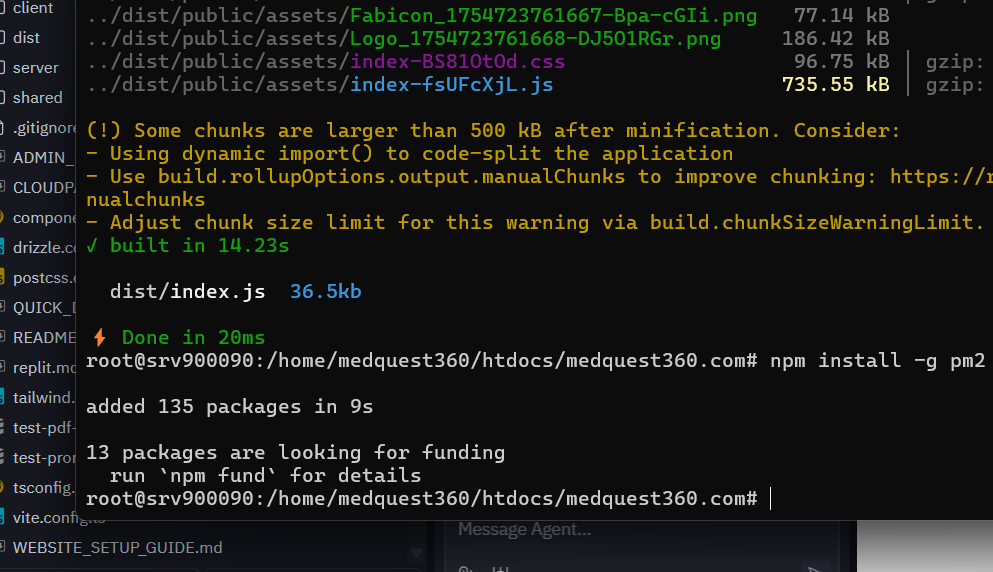 client
dist
server
shared
.gitignore
ADMIN_
CLOUDPA
compone
drizzle.co
postcss.c
QUICK_D
README
replit.md
tailwind.
test-pdf-
test-pror
tsconfig.
vite.config.ts
WEBSITE_SETUP_GUIDE.md
../dist/public/assets/Fabicon_1754723761667-Bpa-cGIi.png 77.14 kB
../dist/public/assets/Logo_1754723761668-DJ5O1RGr.png 186.42 kB
../dist/public/assets/index-BS81OtOd.css 96.75 kB │ gzip:
../dist/public/assets/index-fsUFcXjL.js 735.55 kB │ gzip:
(!) Some chunks are larger than 500 kB after minification. Consider:
- Using dynamic import() to code-split the application
- Use build.rollupOptions.output.manualChunks to improve chunking: https://r
nualchunks
- Adjust chunk size limit for this warning via build.chunkSizeWarningLimit.
√ built in 14.23s
dist/index.js 36.5kb
⚡ Done in 20ms
root@srv900090:/home/medquest360/htdocs/medquest360.com# npm install -g pm2
added 135 packages in 9s
13 packages are looking for funding
run `npm fund` for details
root@srv900090:/home/medquest360/htdocs/medquest360.com#
Message Agent...